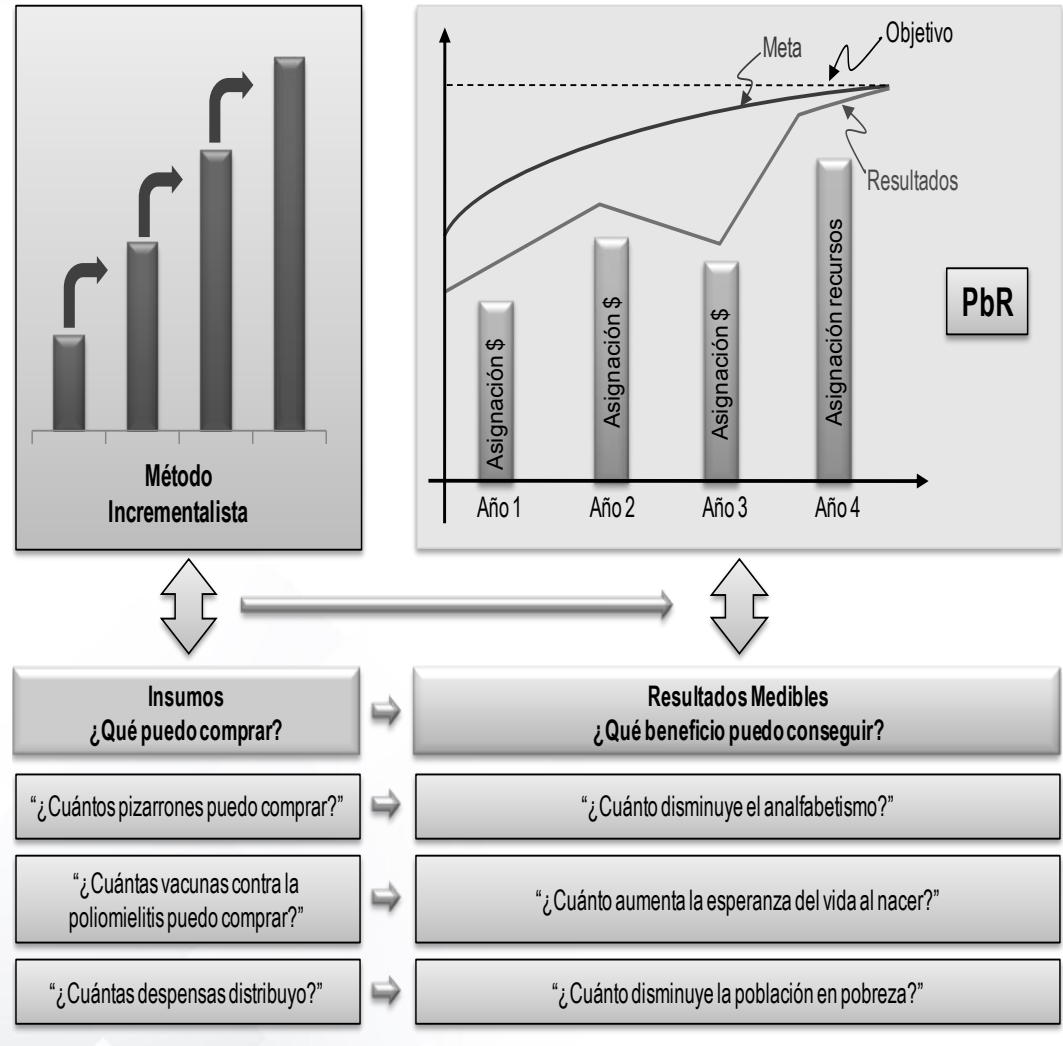 Método
Incrementalista
Objetivo
Meta
Resultados
PbR
Asignación $
Asignación $
Asignación $
Asignación recursos
Año 1
Año 2
Año 3
Año 4
Insumos
¿Qué puedo comprar?
Resultados Medibles
¿Qué beneficio puedo conseguir?
“¿Cuántos pizarrones puedo comprar?”
“¿Cuánto disminuye el analfabetismo?”
“¿Cuántas vacunas contra la
poliomielitis puedo comprar?”
“¿Cuánto aumenta la esperanza del vida al nacer?”
“¿Cuántas despensas distribuyo?”
“¿Cuánto disminuye la población en pobreza?”